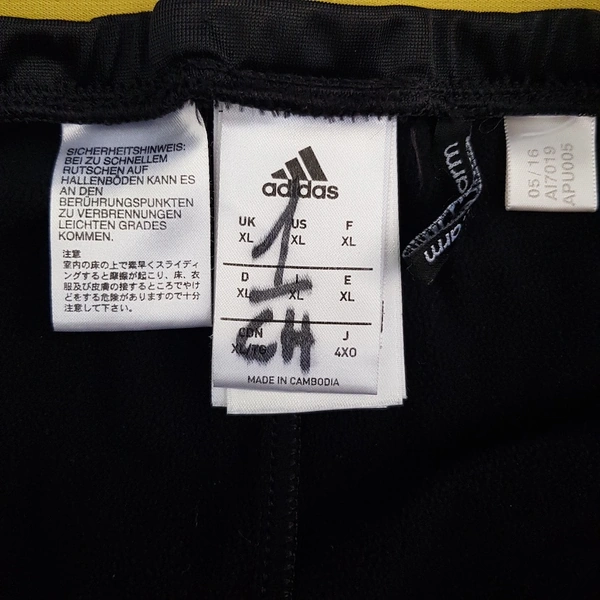 SICHERHEITSHINWEIS:
BEI ZU SCHNELLEM
RUTSCHEN AUF
HALLENBÖDEN KANN ES
AN DEN
BERÜHRUNGSPUNKTEN
ZU VERBRENNUNGEN
LEICHTEN GRADES
KOMMEN.
注意
室内の床の上で素早くスライディ
ングすると摩擦が起こり、床、衣
服及び皮膚の接するところでやけ
どをする危険がありますので十分
注意して下さい。
adidas
UK US F
XL XL XL
D I E
XL XL XL
CDN J
XL/TG 4XO
1
CH
MADE IN CAMBODIA
arm
arm
05/16
AI7019
APU005